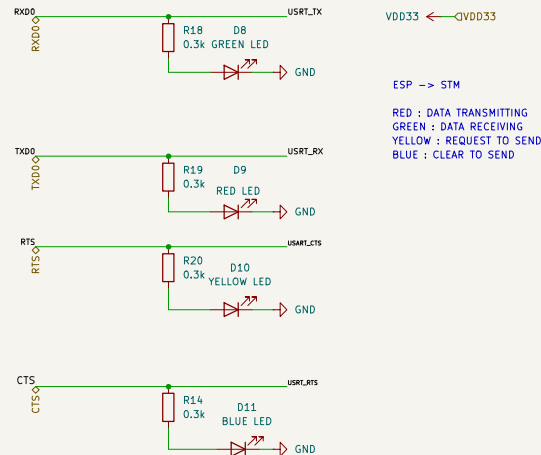 RXD0
USRT_TX
RXD0
R18
0.3k
D8
GREEN LED
GND
VDD33
VDD33
ESP -> STM
RED : DATA TRANSMITTING
GREEN : DATA RECEIVING
YELLOW : REQUEST TO SEND
BLUE : CLEAR TO SEND
TXD0
USRT_RX
TXD0
R19
0.3k
D9
RED LED
GND
RTS
USART_CTS
RTS
R20
0.3k
D10
YELLOW LED
GND
CTS
USRT_RTS
CTS
R14
0.3k
D11
BLUE LED
GND